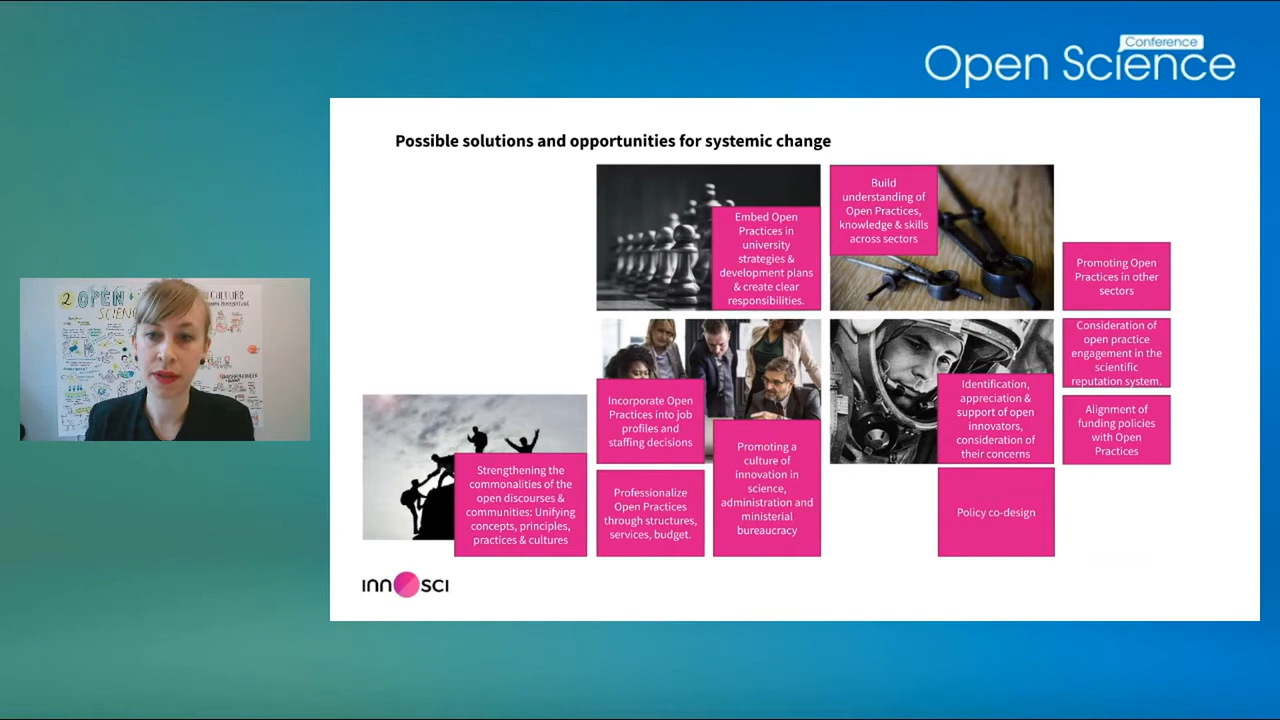 Conference
Open Science
Possible solutions and opportunities for systemic change
Embed Open
Practices in
university
strategies &
development plans
& create clear
responsibilities.
Build
understanding of
Open Practices,
knowledge & skills
across sectors
Promoting Open
Practices in other
sectors
Consideration of
open practice
engagement in the
scientific
reputation system.
Alignment of
funding policies
with Open
Practices
Incorporate Open
Practices into job
profiles and
staffing decisions
Identification,
appreciation &
support of open
innovators,
consideration of
their concerns
Strengthening the
commonalities of the
open discourses &
communities: Unifying
concepts, principles,
practices & cultures
Professionalize
Open Practices
through structures,
services, budget.
Promoting a
culture of
innovation in
science,
administration and
ministerial
bureaucracy
Policy co-design
INNOSCI
2 OPEN
SCIENC
CULTURE